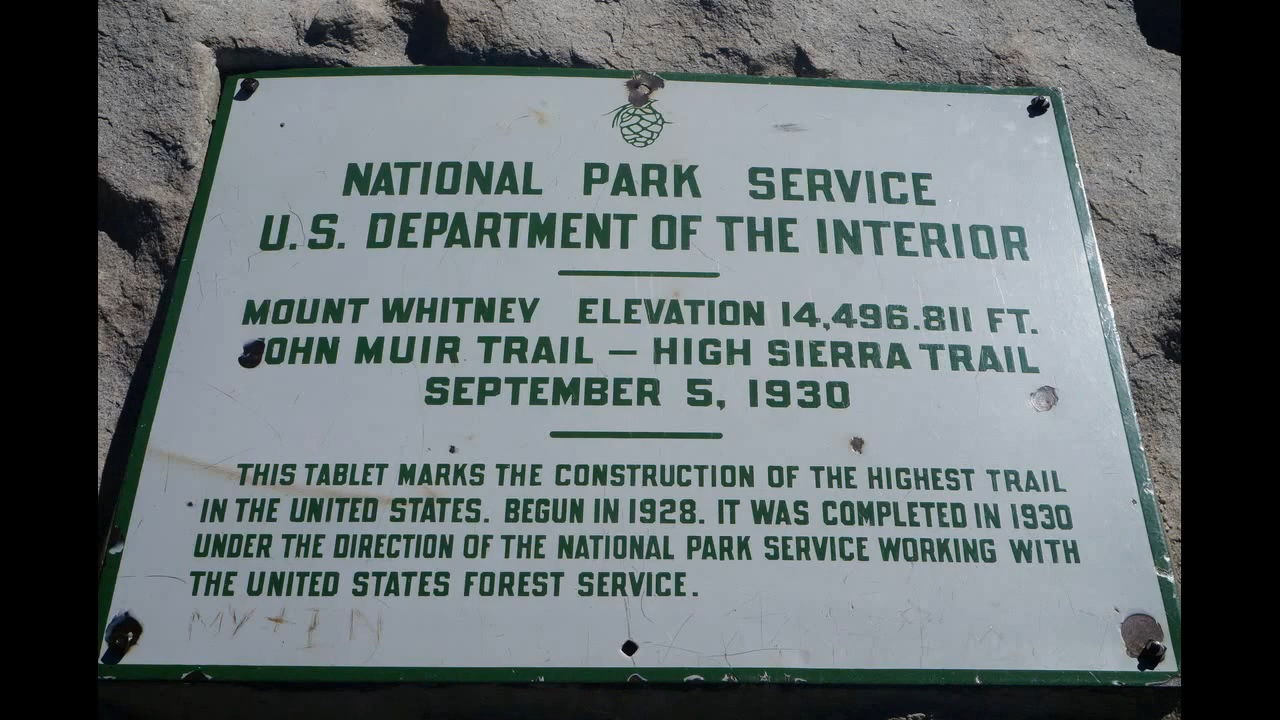 NATIONAL PARK SERVICE
U.S. DEPARTMENT OF THE INTERIOR
MOUNT WHITNEY ELEVATION 14,496.811 FT.
OHN MUIR TRAIL — HIGH SIERRA TRAIL
SEPTEMBER 5, 1930
THIS TABLET MARKS THE CONSTRUCTION OF THE HIGHEST TRAIL
IN THE UNITED STATES. BEGUN IN 1928. IT WAS COMPLETED IN 1930
UNDER THE DIRECTION OF THE NATIONAL PARK SERVICE WORKING WITH
THE UNITED STATES FOREST SERVICE.